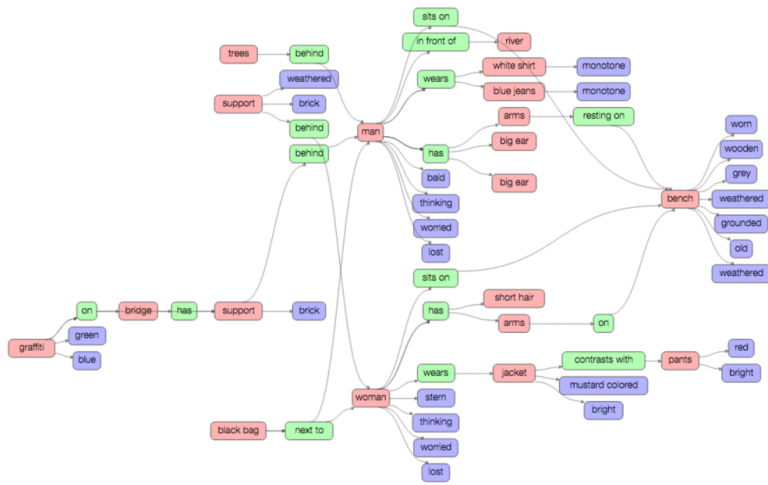 sits on
in front of
river
trees
behind
white shirt
monotone
weathered
wears
blue jeans
monotone
support
brick
arms
resting on
behind
man
big ear
worn
behind
has
wooden
bald
big ear
grey
thinking
bench
weathered
worried
grounded
lost
old
sits on
weathered
short hair
on
bridge
has
support
brick
has
arms
on
green
graffiti
blue
contrasts with
pants
red
wears
jacket
bright
woman
stern
mustard colored
thinking
bright
black bag
next to
worried
lost